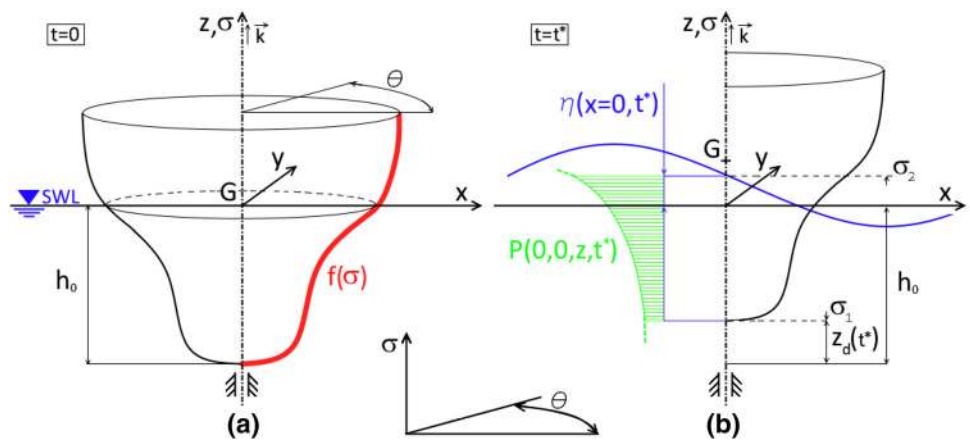 t=0
z,σ
k
θ
y
G
SWL
x
h₀
f(σ)
(a)
t=t*
z,σ
k
η(x=0,t*)
G
y
σ₂
x
P(0,0,z,t*)
h₀
σ₁
z_d(t*)
(b)
σ
θ